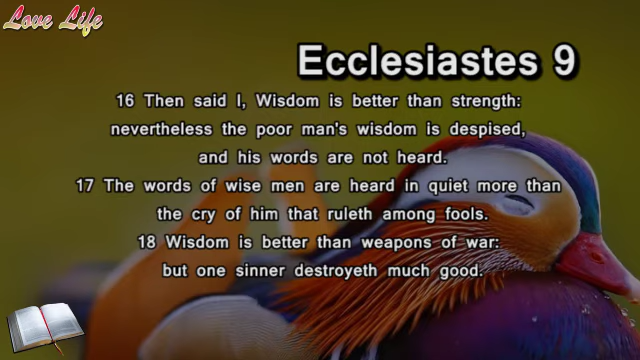 Love Life
Ecclesiastes 9
16 Then said I, Wisdom is better than strength:
nevertheless the poor man's wisdom is despised,
and his words are not heard.
17 The words of wise men are heard in quiet more than
the cry of him that ruleth among fools.
18 Wisdom is better than weapons of war:
but one sinner destroyeth much good.